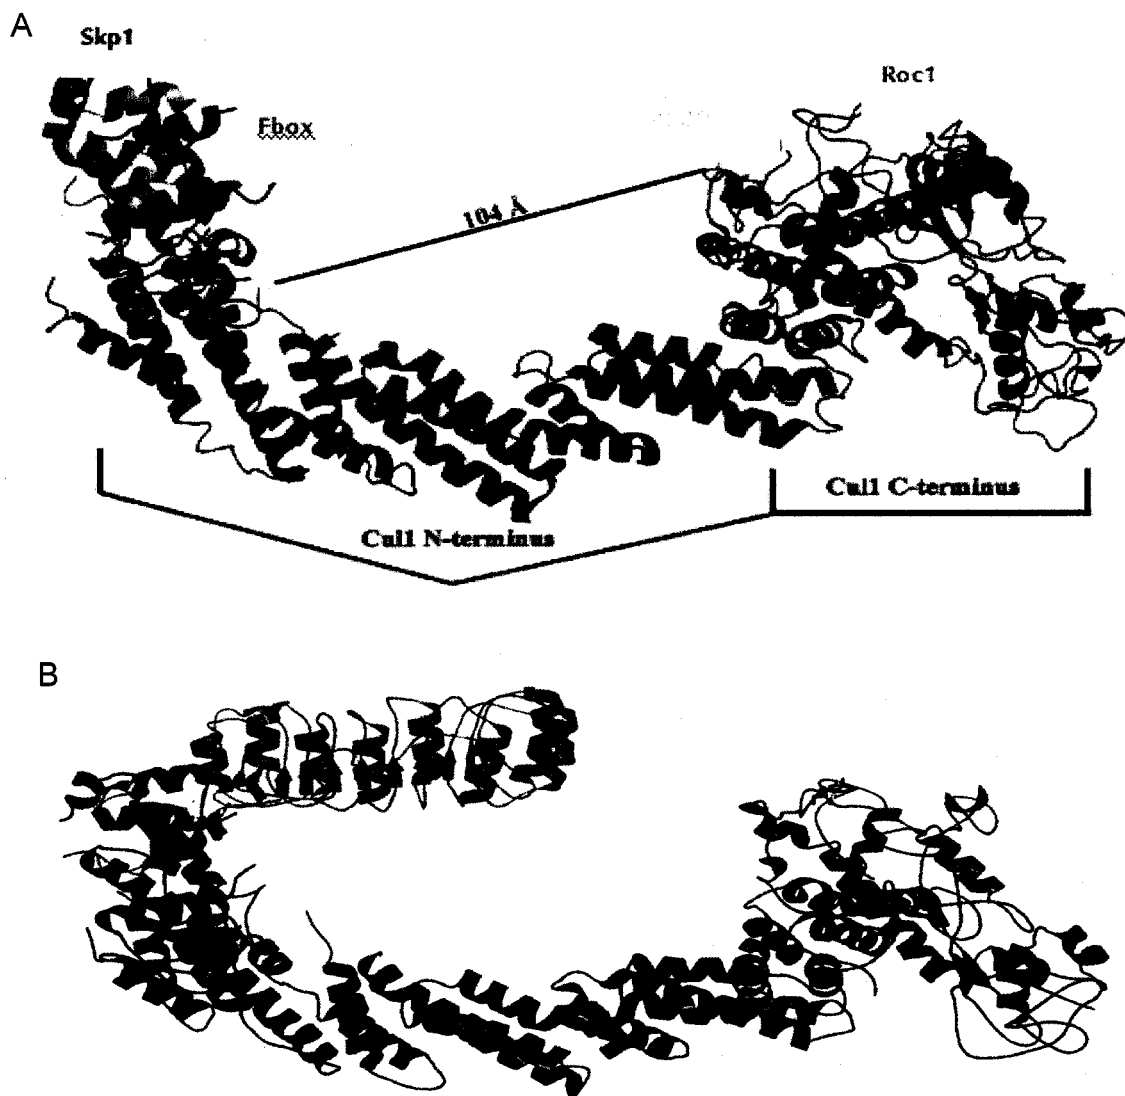 A
Skp1
Roc1
Fbox
104 Å
Cul1 C-terminus
Cul1 N-terminus
B